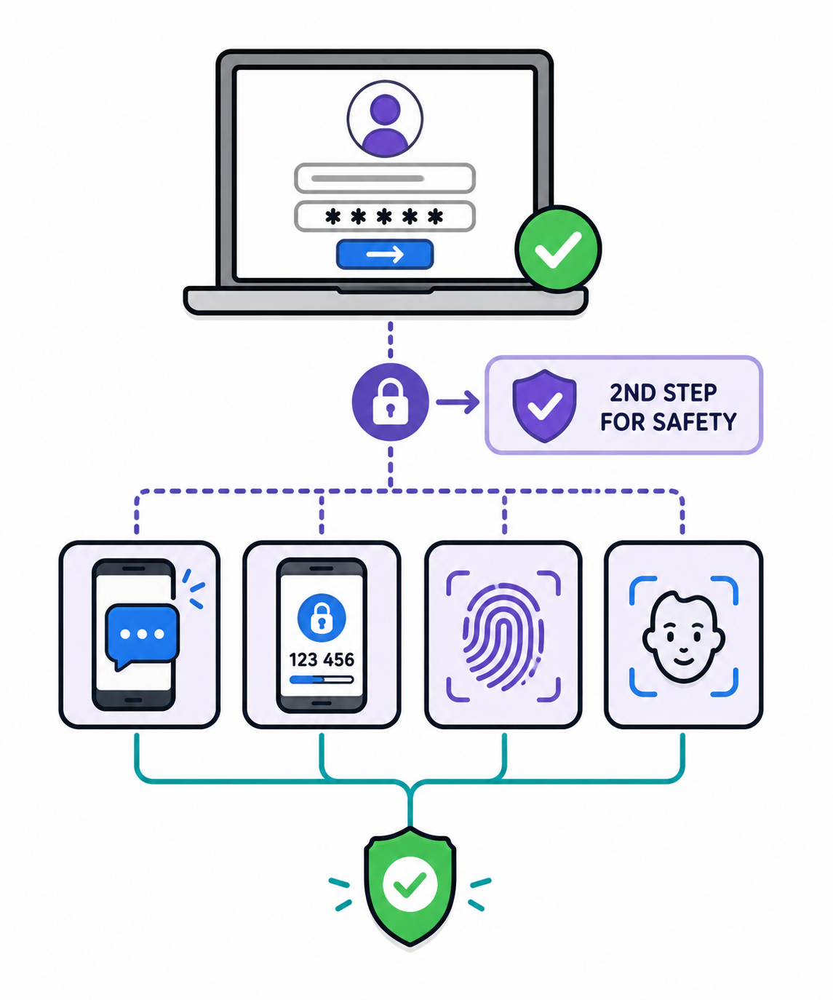 *****
2ND STEP
FOR SAFETY
123 456